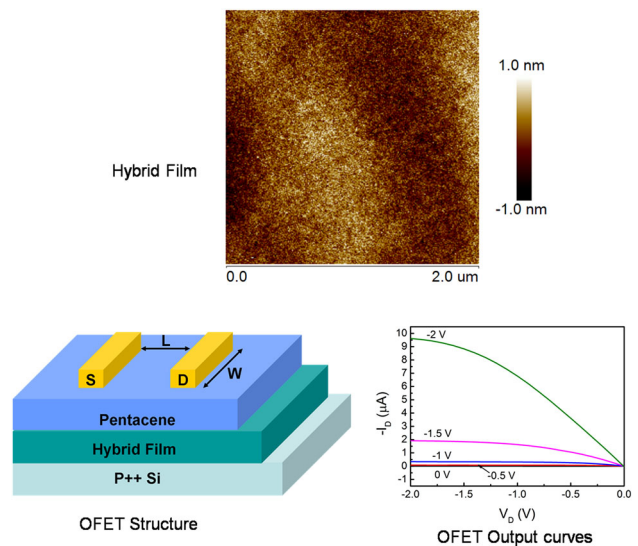 1.0 nm
Hybrid Film
-1.0 nm
0.0 2.0 um
L
S D W
Pentacene
Hybrid Film
P++ Si
OFET Structure
10
9
8
7
6
5
4
3
2
1
0
-1
-I_D (μA)
-2 V
-1.5 V
-1 V
0 V -0.5 V
-2.0 -1.5 -1.0 -0.5 0.0
V_D (V)
OFET Output curves